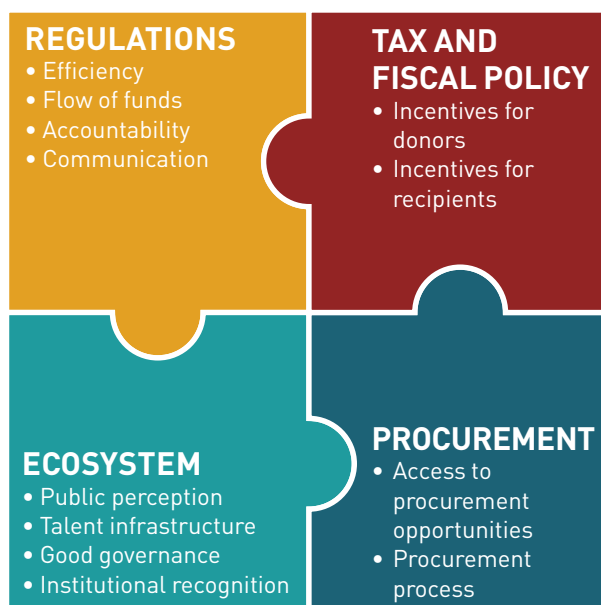 REGULATIONS
• Efficiency
• Flow of funds
• Accountability
• Communication
TAX AND
FISCAL POLICY
• Incentives for
donors
• Incentives for
recipients
ECOSYSTEM
• Public perception
• Talent infrastructure
• Good governance
• Institutional recognition
PROCUREMENT
• Access to
procurement
opportunities
• Procurement
process